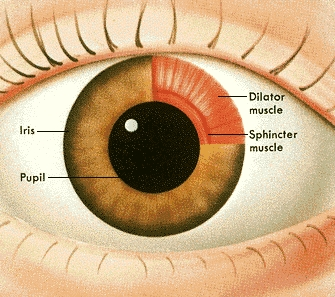 Dilator
muscle
Iris
Sphincter
muscle
Pupil